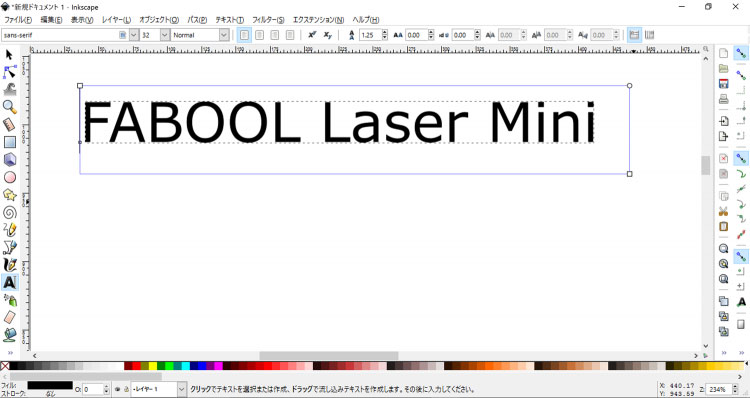 *新規ドキュメント 1 - Inkscape
ファイル(F) 編集(E) 表示(V) レイヤー(L) オブジェクト(O) パス(P) テキスト(T) フィルター(S) エクステンション(N) ヘルプ(H)
sans-serif 32 Normal 1.25 0.00 0.00 0.00 0.00 0.00
FABOOL Laser Mini
フィル:
ストローク: なし
O: 0
レイヤー 1
クリックでテキストを選択または作成、ドラッグで流し込みテキストを作成します。その後に入力してください。
X: 440.17
Y: 943.59
Z: 234%